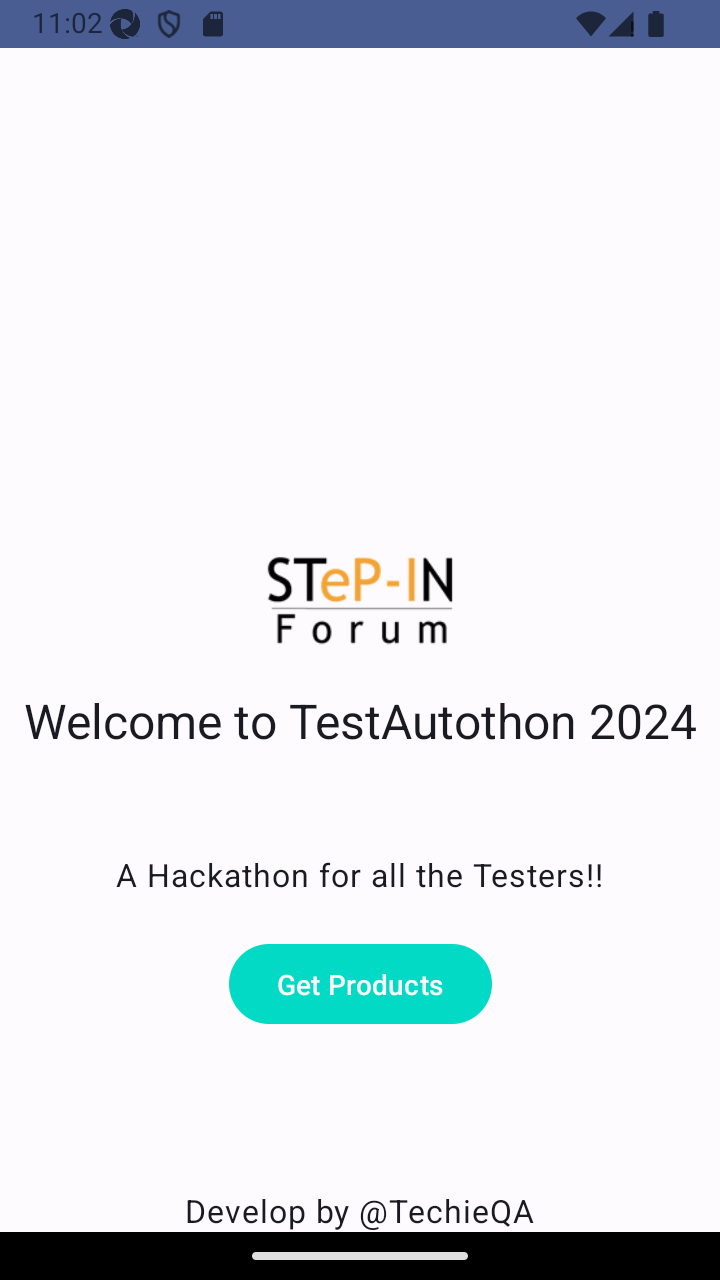 11:02
STeP-IN
Forum
Welcome to TestAutothon 2024
A Hackathon for all the Testers!!
Get Products
Develop by @TechieQA